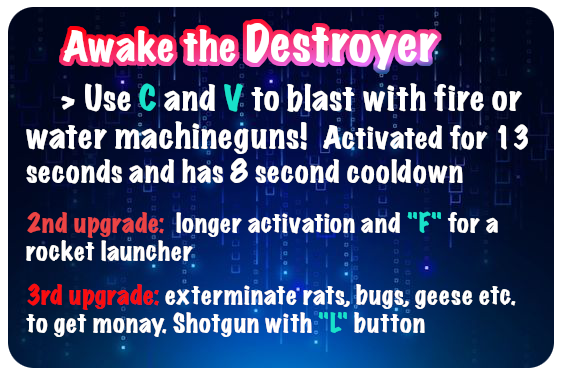 Awake the Destroyer
> Use C and V to blast with fire or
water machineguns! Activated for 13
seconds and has 8 second cooldown
2nd upgrade: longer activation and "F" for a
rocket launcher
3rd upgrade: exterminate rats, bugs, geese etc.
to get monay. Shotgun with "L" button